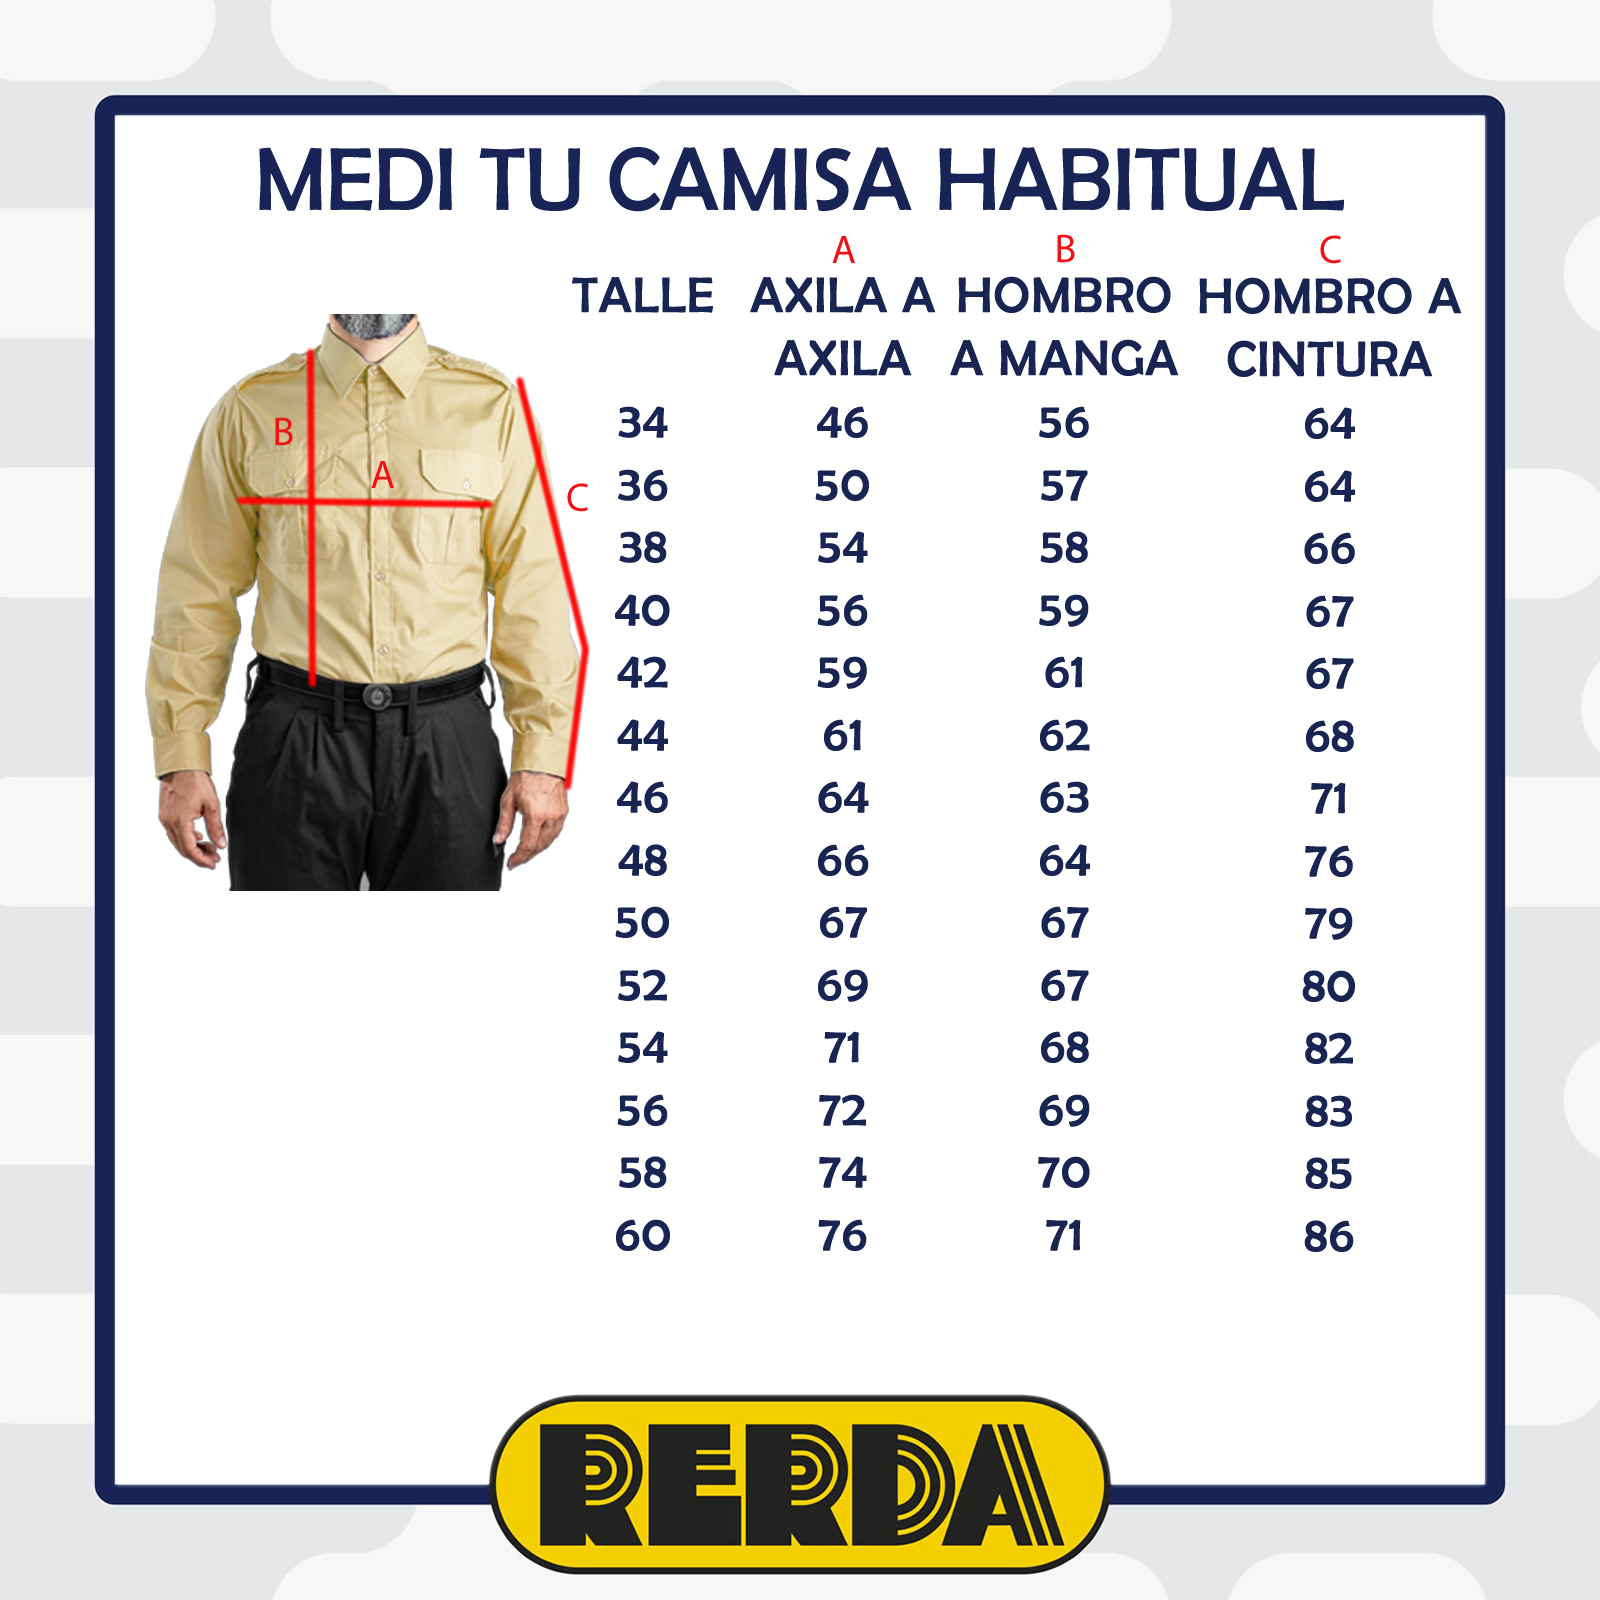 MEDI TU CAMISA HABITUAL
A B C
TALLE AXILA A HOMBRO HOMBRO A
AXILA A MANGA CINTURA
34 46 56 64
36 50 57 64
38 54 58 66
40 56 59 67
42 59 61 67
44 61 62 68
46 64 63 71
48 66 64 76
50 67 67 79
52 69 67 80
54 71 68 82
56 72 69 83
58 74 70 85
60 76 71 86
B
A
C
RERDA